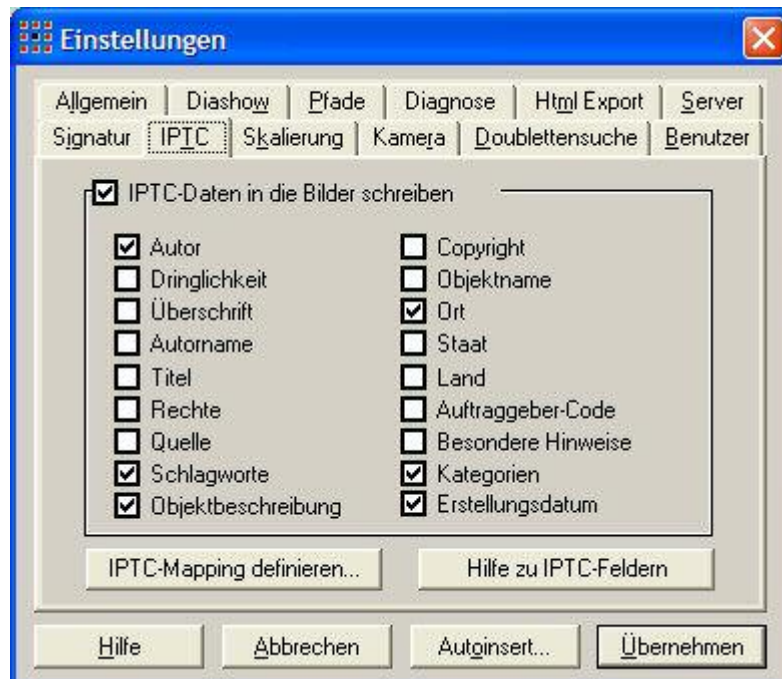 Einstellungen
Allgemein Diashow Pfade Diagnose Html Export Server
Signatur IPTC Skalierung Kamera Doublettensuche Benutzer
IPTC-Daten in die Bilder schreiben
Autor Copyright
Dringlichkeit Objektname
Überschrift Ort
Autorname Staat
Titel Land
Rechte Auftraggeber-Code
Quelle Besondere Hinweise
Schlagworte Kategorien
Objektbeschreibung Erstellungsdatum
IPTC-Mapping definieren... Hilfe zu IPTC-Feldern
Hilfe Abbrechen Autoinsert... Übernehmen